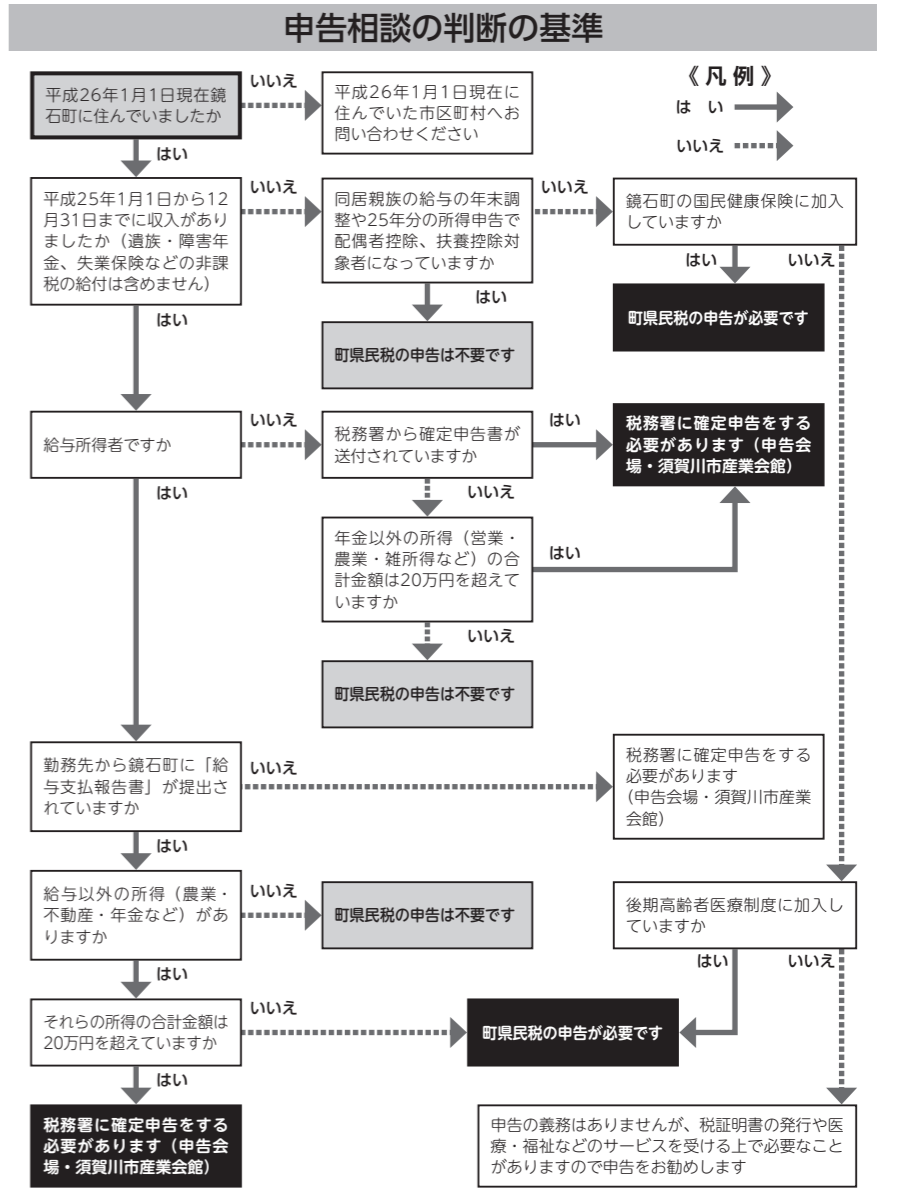 申告相談の判断の基準
平成26年1月1日現在鏡
石町に住んでいましたか
いいえ
平成26年1月1日現在に
住んでいた市区町村へお
問い合わせください
《 凡 例 》
は　い
いいえ
はい
平成25年1月1日から12
月31日までに収入があり
ましたか（遺族・障害年
金、失業保険などの非課
税の給付は含めません）
いいえ
同居親族の給与の年末調
整や25年分の所得申告で
配偶者控除、扶養控除対
象者になっていますか
いいえ
鏡石町の国民健康保険に加入
していますか
はい
いいえ
はい
町県民税の申告が必要です
はい
町県民税の申告は不要です
給与所得者ですか
いいえ
税務署から確定申告書が
送付されていますか
はい
税務署に確定申告をする
必要があります（申告会
場・須賀川市産業会館）
はい
いいえ
年金以外の所得（営業・
農業・雑所得など）の合
計金額は20万円を超えて
いますか
はい
いいえ
町県民税の申告は不要です
勤務先から鏡石町に「給
与支払報告書」が提出さ
れていますか
いいえ
税務署に確定申告をする
必要があります
（申告会場・須賀川市産業
会館）
はい
給与以外の所得（農業・
不動産・年金など）があ
りますか
いいえ
町県民税の申告は不要です
後期高齢者医療制度に加入し
ていますか
はい
いいえ
はい
それらの所得の合計金額は
20万円を超えていますか
いいえ
町県民税の申告が必要です
はい
税務署に確定申告をする
必要があります（申告会
場・須賀川市産業会館）
申告の義務はありませんが、税証明書の発行や医
療・福祉などのサービスを受ける上で必要なこと
がありますので申告をお勧めします